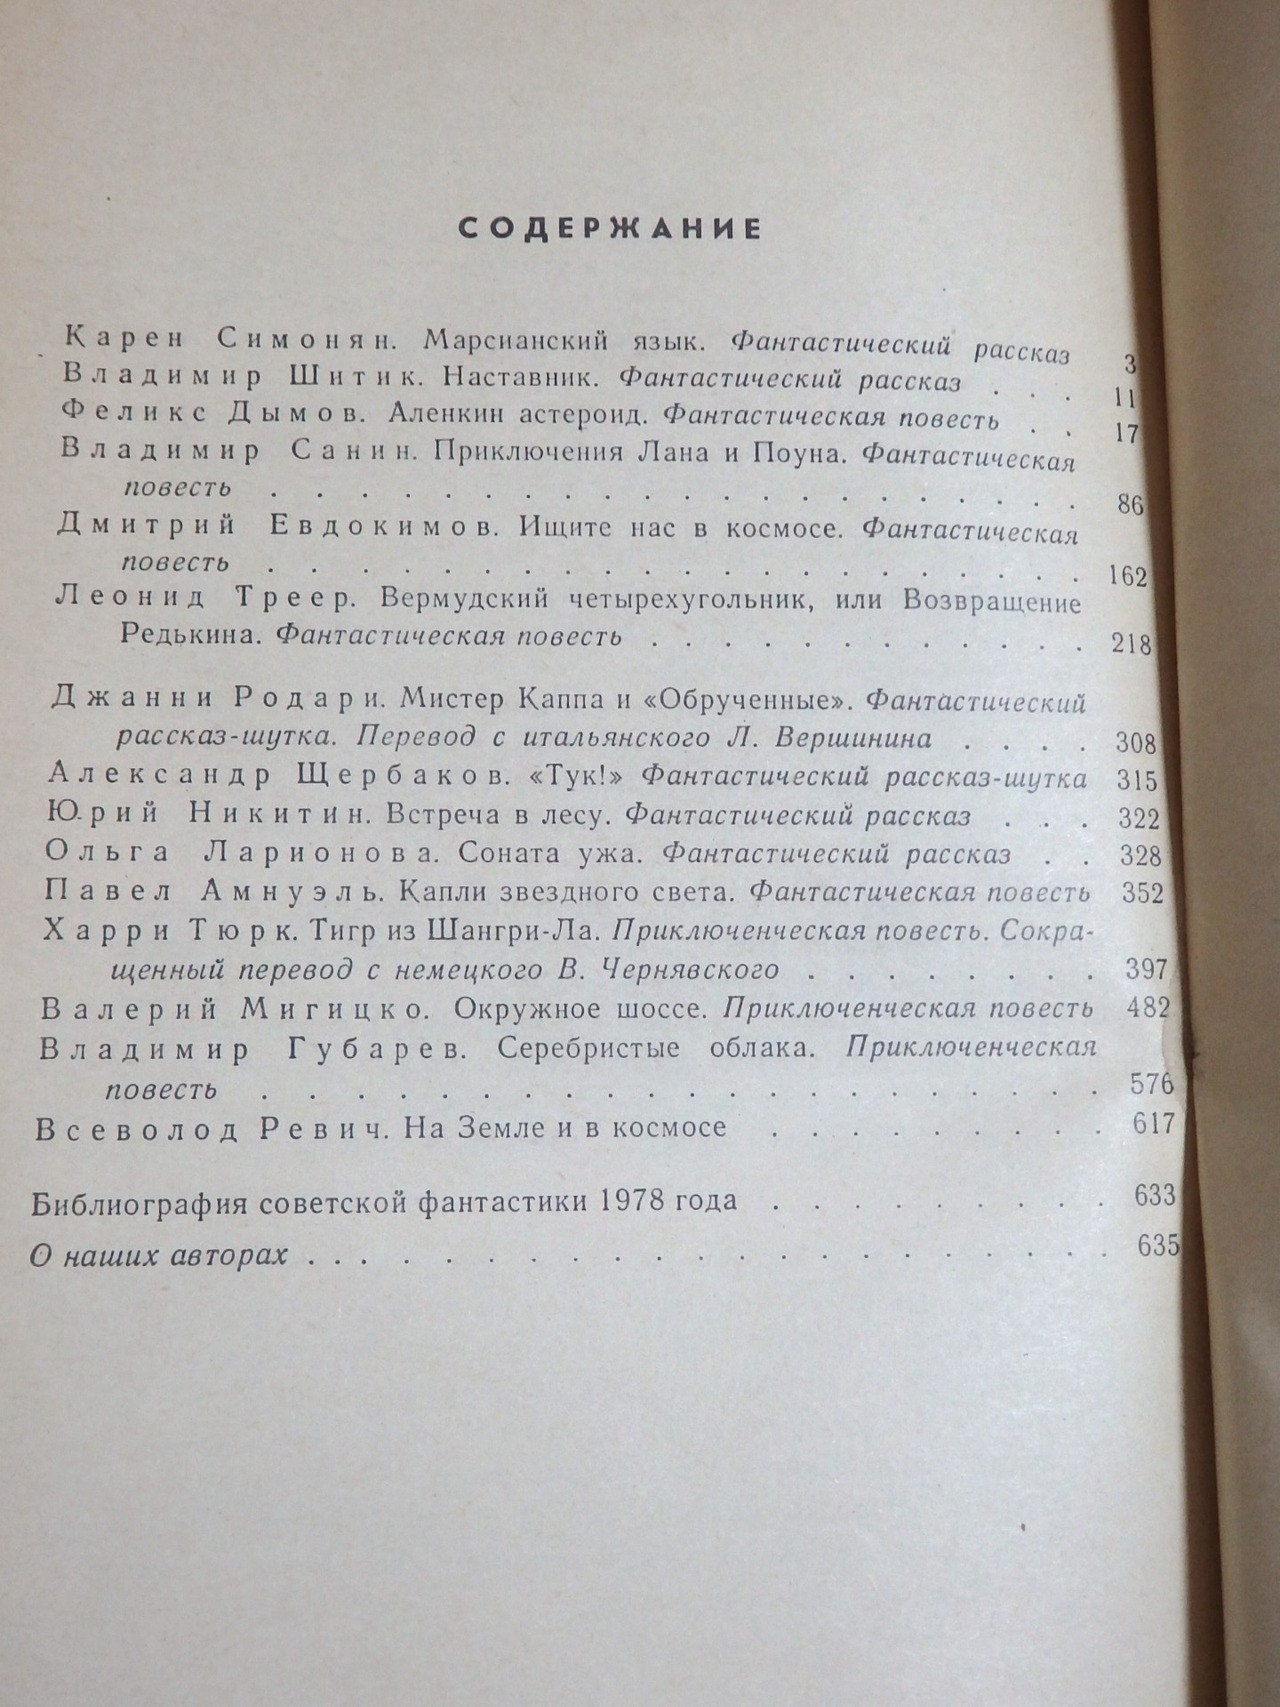 СОДЕРЖАНИЕ
Карен Симонян. Марсианский язык. Фантастический рассказ 3
Владимир Шитик. Наставник. Фантастический рассказ . . . 11
Феликс Дымов. Аленкин астероид. Фантастическая повесть . . 17
Владимир Санин. Приключения Лана и Поуна. Фантастическая
повесть . . . . . . . . . . . . . . . . . . 86
Дмитрий Евдокимов. Ищите нас в космосе. Фантастическая
повесть . . . . . . . . . . . . . . . . . . 162
Леонид Треер. Вермудский четырехугольник, или Возвращение
Редькина. Фантастическая повесть . . . . . . . . . . . 218
Джанни Родари. Мистер Каппа и «Обрученные». Фантастический
рассказ-шутка. Перевод с итальянского Л. Вершинина . . . . 308
Александр Щербаков. «Тук!» Фантастический рассказ-шутка 315
Юрий Никитин. Встреча в лесу. Фантастический рассказ . . . 322
Ольга Ларионова. Соната ужа. Фантастический рассказ . . 328
Павел Амнуэль. Капли звездного света. Фантастическая повесть 352
Харри Тюрк. Тигр из Шангри-Ла. Приключенческая повесть. Сокра-
щенный перевод с немецкого В. Чернявского . . . . . . . . 397
Валерий Мигицко. Окружное шоссе. Приключенческая повесть 482
Владимир Губарев. Серебристые облака. Приключенческая
повесть . . . . . . . . . . . . . . . . . . 576
Всеволод Ревич. На Земле и в космосе . . . . . . . . . 617
Библиография советской фантастики 1978 года . . . . . . . . . 633
О наших авторах . . . . . . . . . . . . . . . . . . . . 635